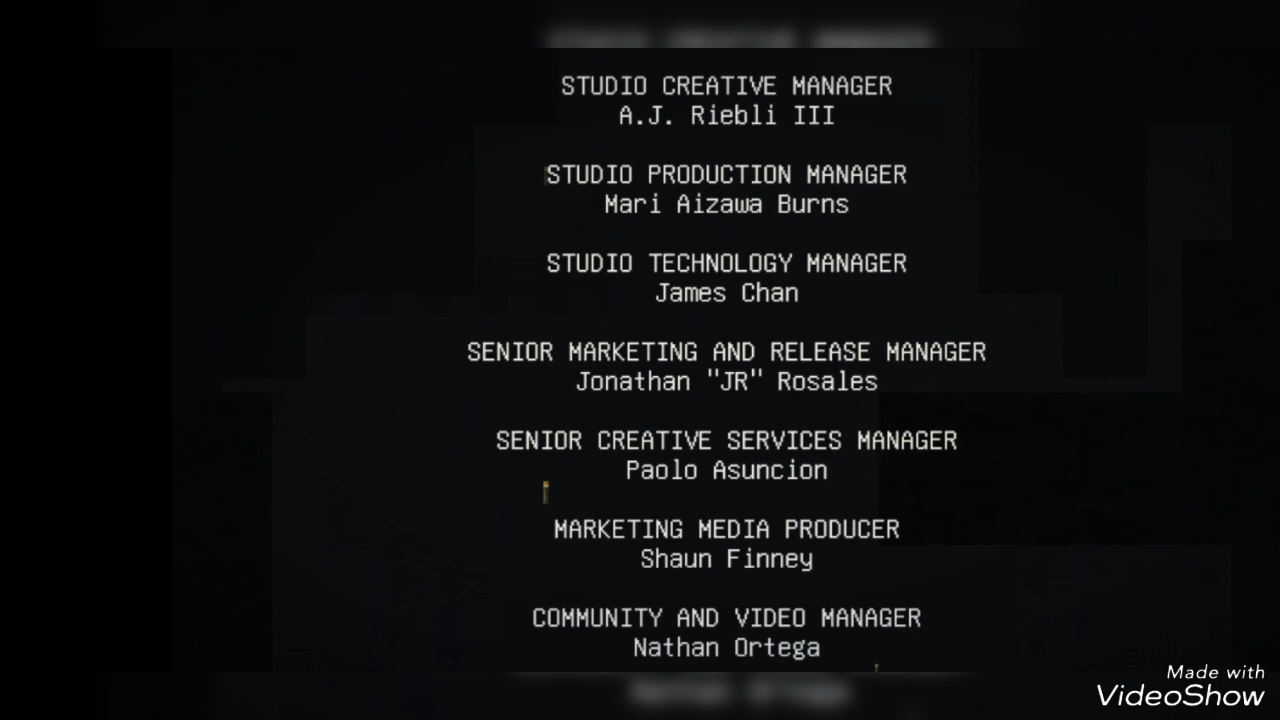 STUDIO CREATIVE MANAGER
A.J. Riebli III
STUDIO PRODUCTION MANAGER
Mari Aizawa Burns
STUDIO TECHNOLOGY MANAGER
James Chan
SENIOR MARKETING AND RELEASE MANAGER
Jonathan "JR" Rosales
SENIOR CREATIVE SERVICES MANAGER
Paolo Asuncion
MARKETING MEDIA PRODUCER
Shaun Finney
COMMUNITY AND VIDEO MANAGER
Nathan Ortega
Made with
VideoShow